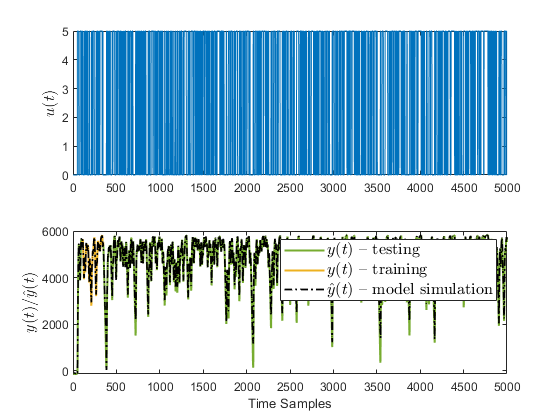 5
4
3
2
1
0
u(t)
0 500 1000 1500 2000 2500 3000 3500 4000 4500 5000
6000
4000
2000
0
y(t)/ŷ(t)
y(t) – testing
y(t) – training
ŷ(t) – model simulation
0 500 1000 1500 2000 2500 3000 3500 4000 4500 5000
Time Samples